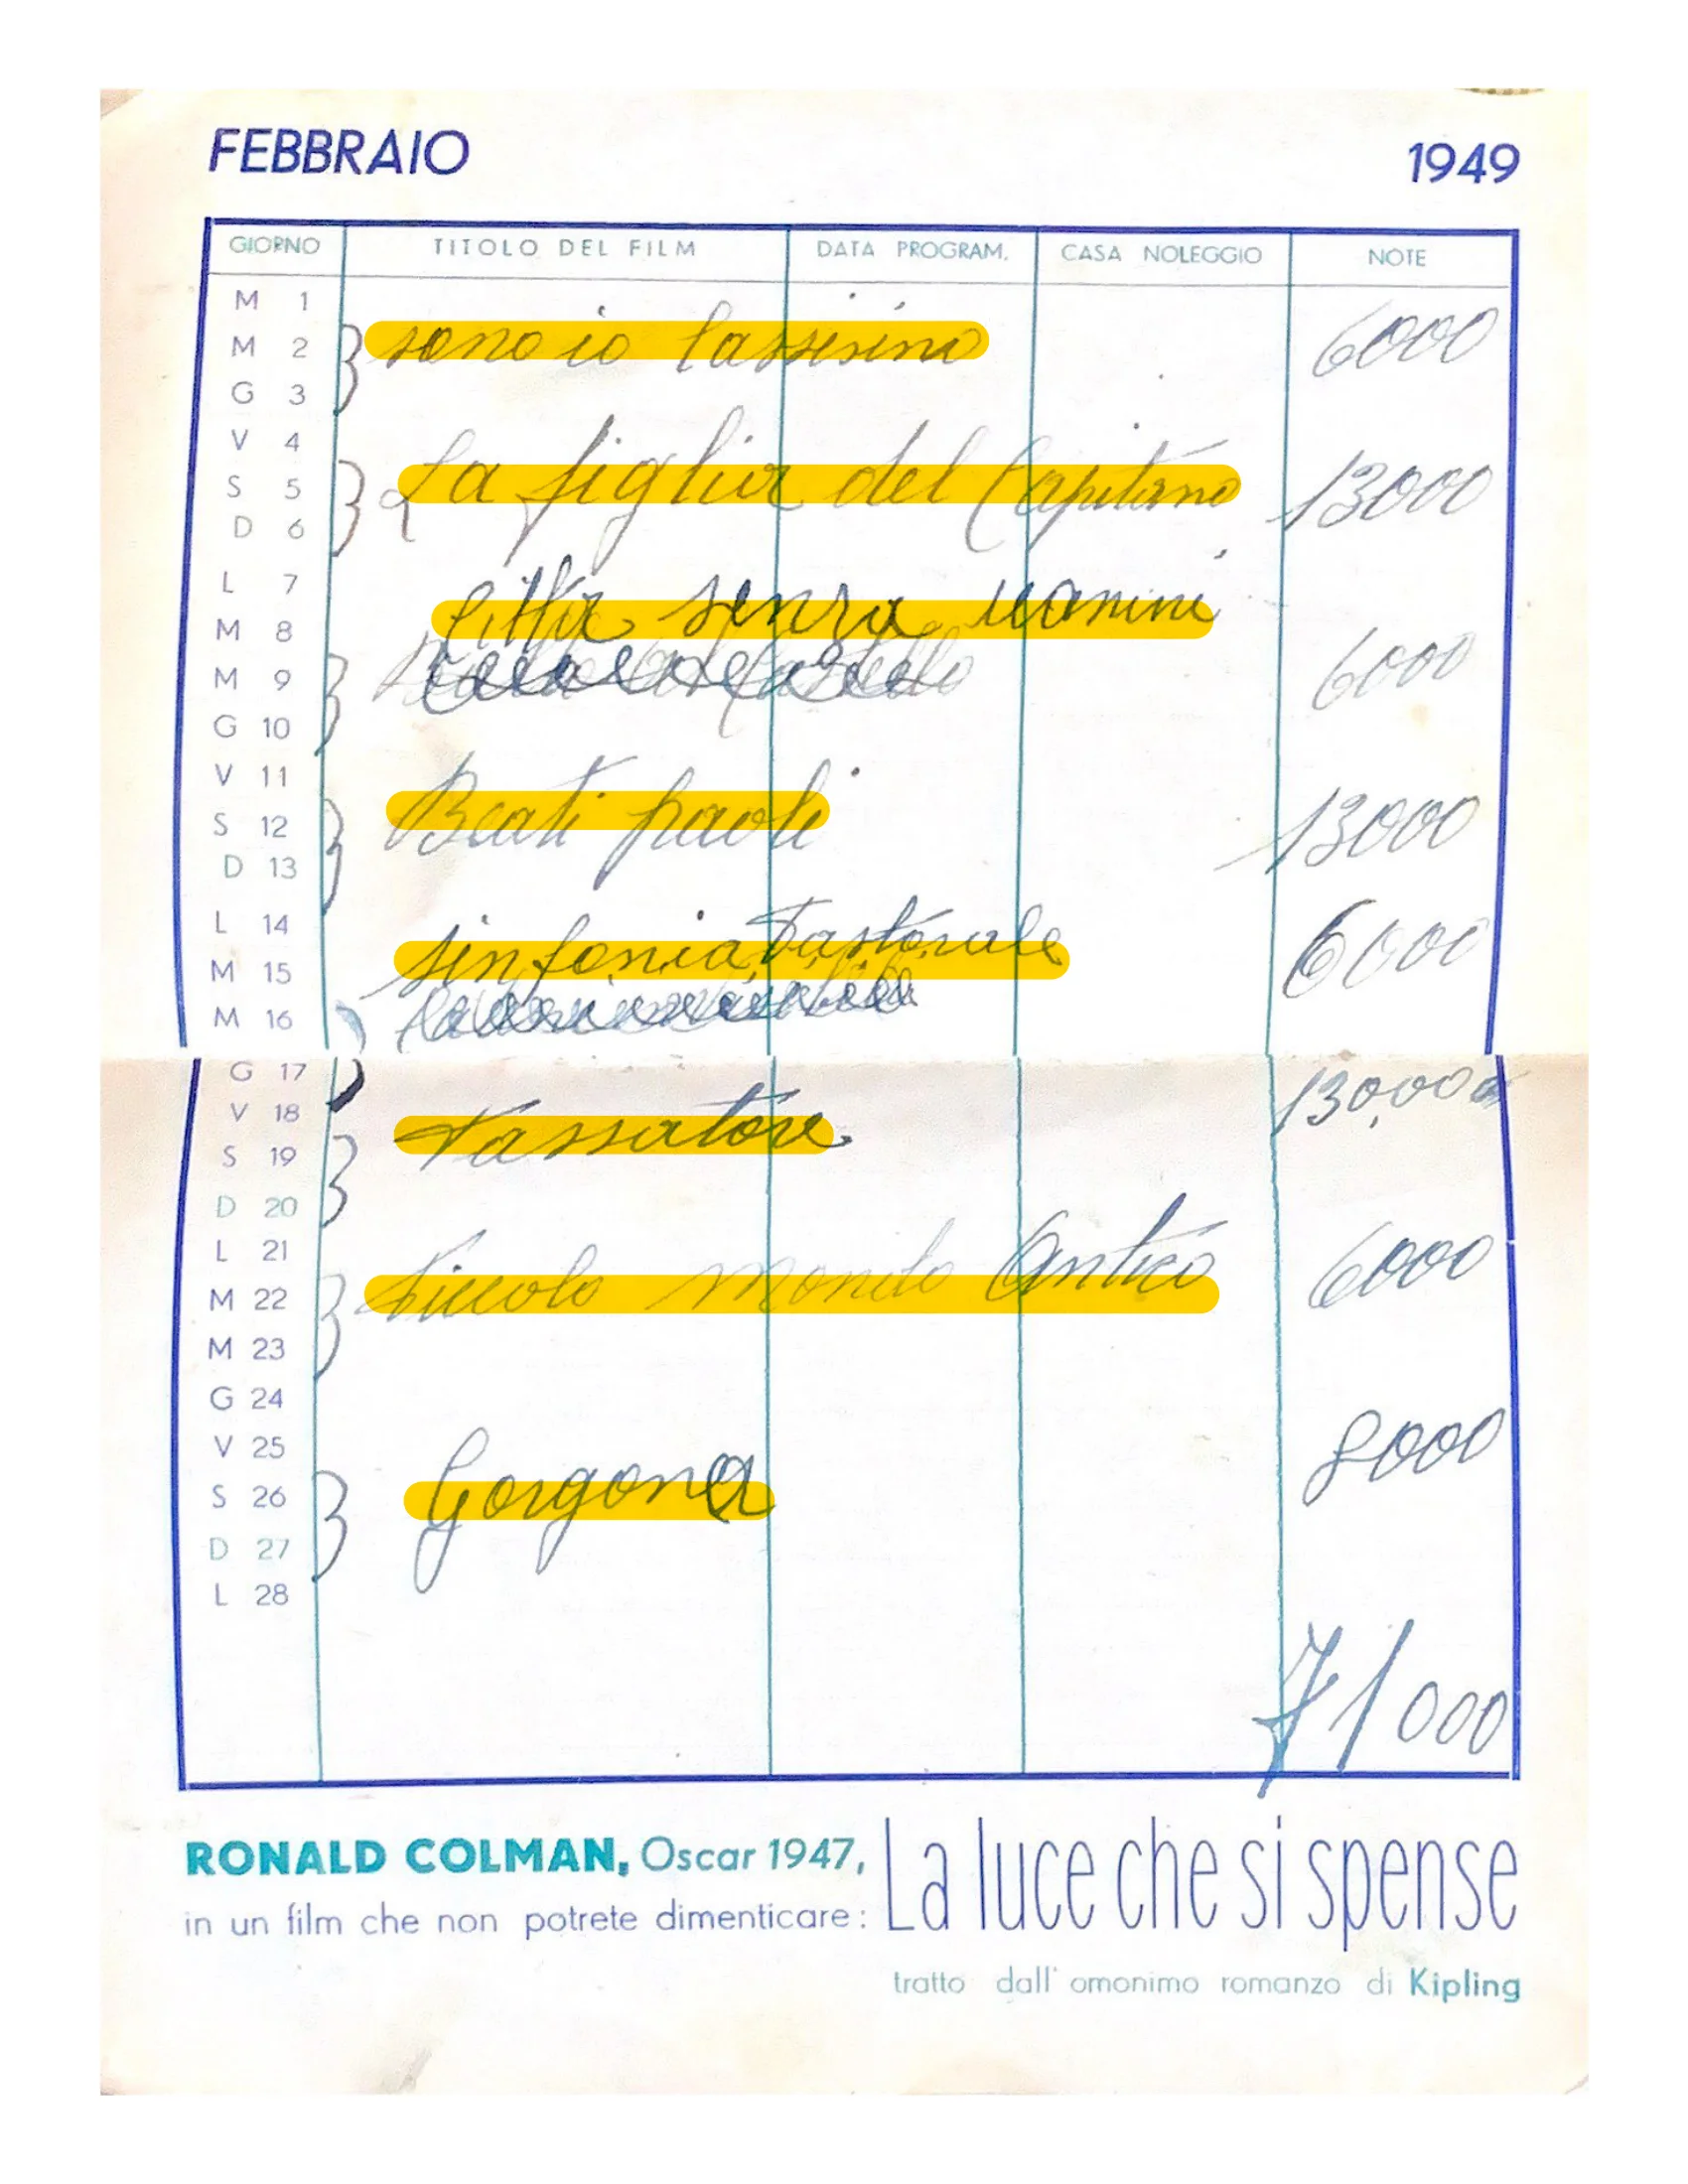 FEBBRAIO 1949
GIORNO TITOLO DEL FILM DATA PROGRAM. CASA NOLEGGIO NOTE
M 1
M 2 sono io lassisino 6000
G 3
V 4
S 5 La figlia del Capitano 13000
D 6
L 7
M 8 Citta senza uomini
M 9 6000
G 10
V 11
S 12 Beati paoli 13000
D 13
L 14
M 15 sinfonia Pastorale 6000
M 16
G 17 13000
V 18
S 19 Passatore
D 20
L 21
M 22 Piccolo mondo Antico 6000
M 23
G 24
V 25 8000
S 26 Gorgona
D 27
L 28
71000
RONALD COLMAN, Oscar 1947, La luce che si spense
in un film che non potrete dimenticare:
tratto dall' omonimo romanzo di Kipling